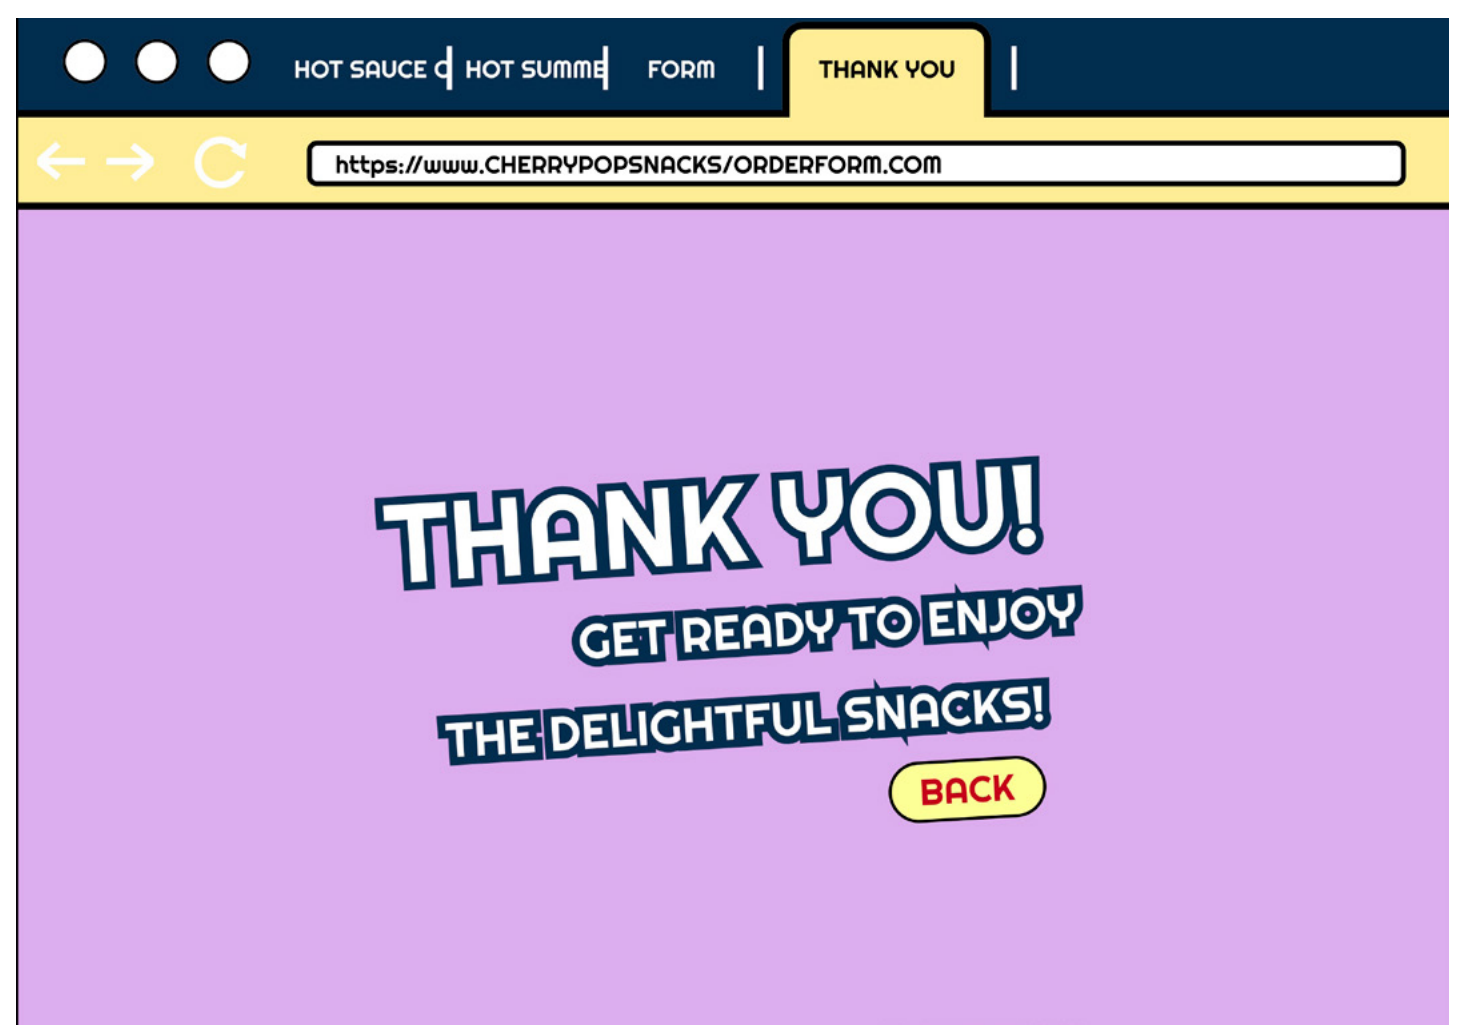 HOT SAUCE C
HOT SUMME
FORM
THANK YOU
https://www.CHERRYPOPSNACKS/ORDERFORM.COM
THANK YOU!
GET READY TO ENJOY
THE DELIGHTFUL SNACKS!
BACK